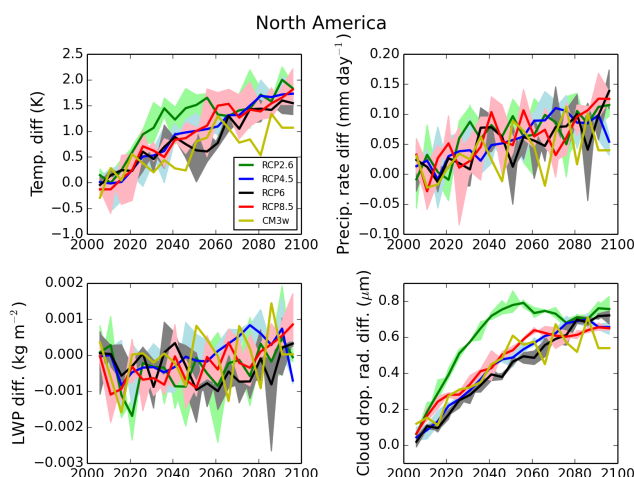 North America
Temp. diff (K)
2.5
2.0
1.5
1.0
0.5
0.0
−0.5
−1.0
2000 2020 2040 2060 2080 2100
RCP2.6
RCP4.5
RCP6
RCP8.5
CM3w
Precip. rate diff (mm day⁻¹)
0.20
0.15
0.10
0.05
0.00
−0.05
−0.10
2000 2020 2040 2060 2080 2100
LWP diff. (kg m⁻²)
0.002
0.001
0.000
−0.001
−0.002
−0.003
2000 2020 2040 2060 2080 2100
Cloud drop. rad. diff. (μm)
0.8
0.6
0.4
0.2
0.0
2000 2020 2040 2060 2080 2100